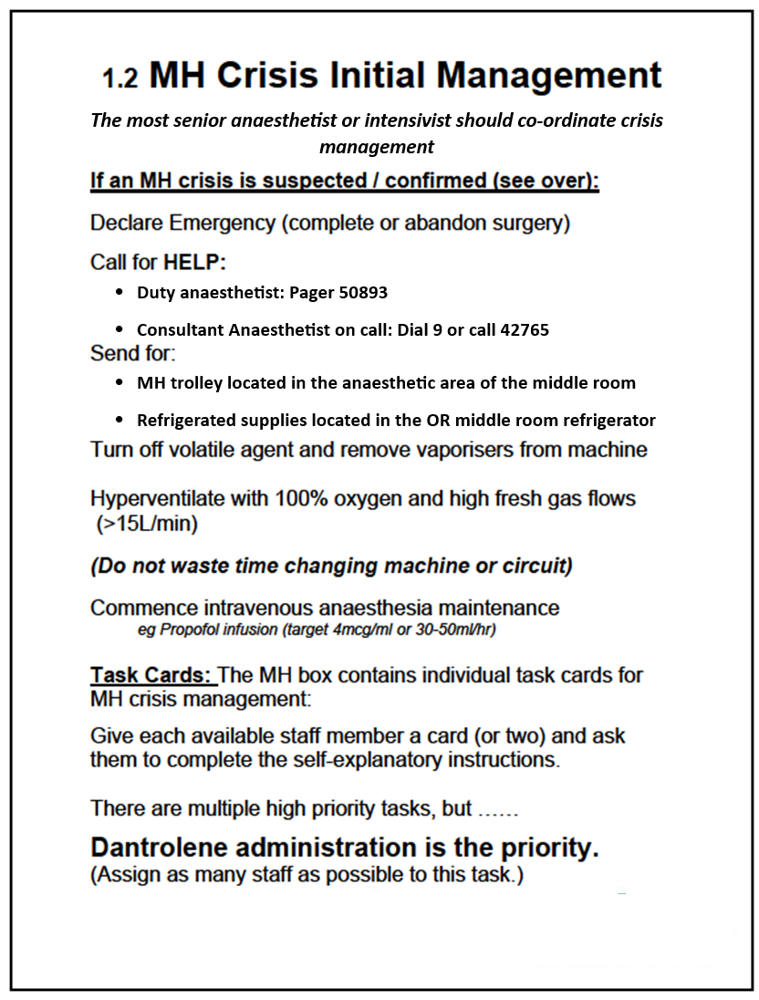 1.2 MH Crisis Initial Management
The most senior anaesthetist or intensivist should co-ordinate crisis
management
If an MH crisis is suspected / confirmed (see over):
Declare Emergency (complete or abandon surgery)
Call for HELP:
• Duty anaesthetist: Pager 50893
• Consultant Anaesthetist on call: Dial 9 or call 42765
Send for:
• MH trolley located in the anaesthetic area of the middle room
• Refrigerated supplies located in the OR middle room refrigerator
Turn off volatile agent and remove vaporisers from machine
Hyperventilate with 100% oxygen and high fresh gas flows
(>15L/min)
(Do not waste time changing machine or circuit)
Commence intravenous anaesthesia maintenance
eg Propofol infusion (target 4mcg/ml or 30-50ml/hr)
Task Cards: The MH box contains individual task cards for
MH crisis management:
Give each available staff member a card (or two) and ask
them to complete the self-explanatory instructions.
There are multiple high priority tasks, but ……
Dantrolene administration is the priority.
(Assign as many staff as possible to this task.)